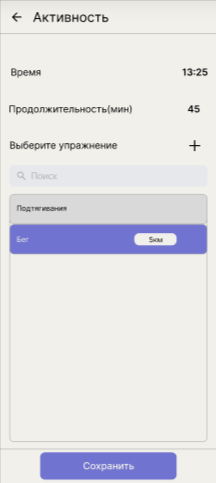 Активность
Время 13:25
Продолжительность(мин) 45
Выберите упражнение
Поиск
Подтягивания
Бег 5км
Сохранить